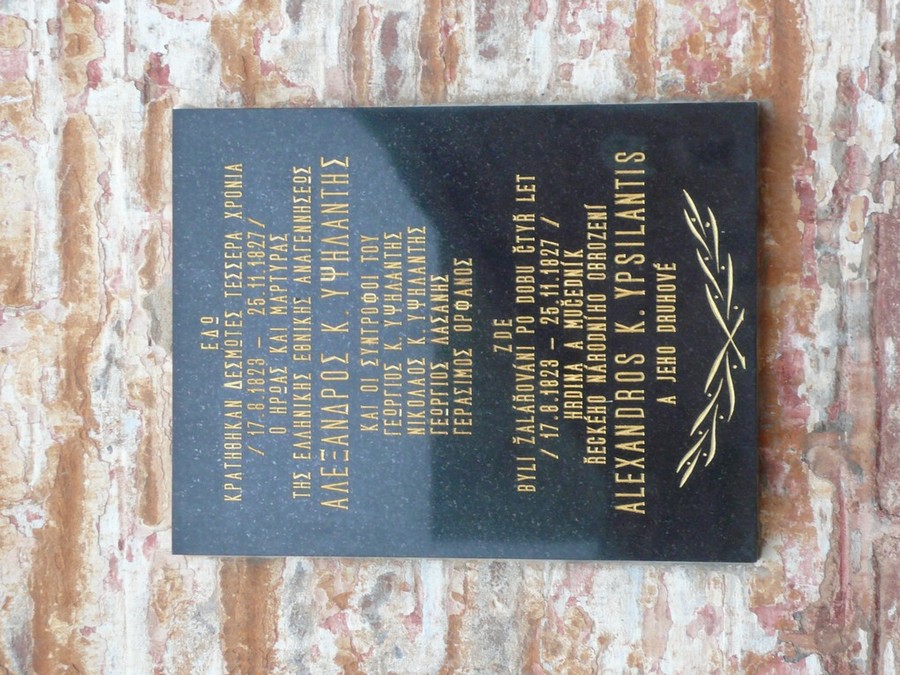 ΕΔΩ
ΚΡΑΤΗΘΗΚΑΝ ΔΕΣΜΩΤΕΣ ΤΕΣΣΕΡΑ ΧΡΟΝΙΑ
/ 17.8.1823 — 25.11.1827 /
Ο ΗΡΩΑΣ ΚΑΙ ΜΑΡΤΥΡΑΣ
ΤΗΣ ΕΛΛΗΝΙΚΗΣ ΕΘΝΙΚΗΣ ΑΝΑΓΕΝΝΗΣΕΩΣ
ΑΛΕΞΑΝΔΡΟΣ Κ. ΥΨΗΛΑΝΤΗΣ
ΚΑΙ ΟΙ ΣΥΝΤΡΟΦΟΙ ΤΟΥ
ΓΕΩΡΓΙΟΣ Κ. ΥΨΗΛΑΝΤΗΣ
ΝΙΚΟΛΑΟΣ Κ. ΥΨΗΛΑΝΤΗΣ
ΓΕΩΡΓΙΟΣ ΛΑΣΑΝΗΣ
ΓΕΡΑΣΙΜΟΣ ΟΡΦΑΝΟΣ
ZDE
BYLI ŽALÁŘOVÁNI PO DOBU ČTYŘ LET
/ 17.8.1823 — 25.11.1827 /
HRDINA A MUČEDNÍK
ŘECKÉHO NÁRODNÍHO OBROZENÍ
ALEXANDROS K. YPSILANTIS
A JEHO DRUHOVÉ